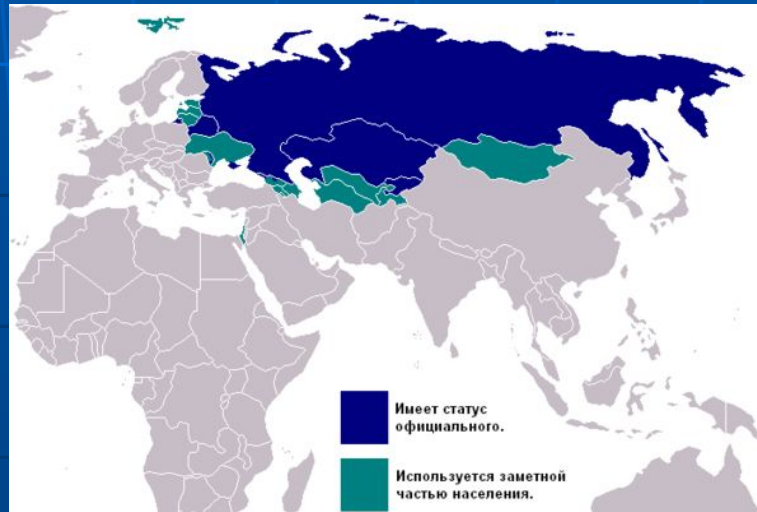 Имеет статус
официального.
Используется заметной
частью населения.